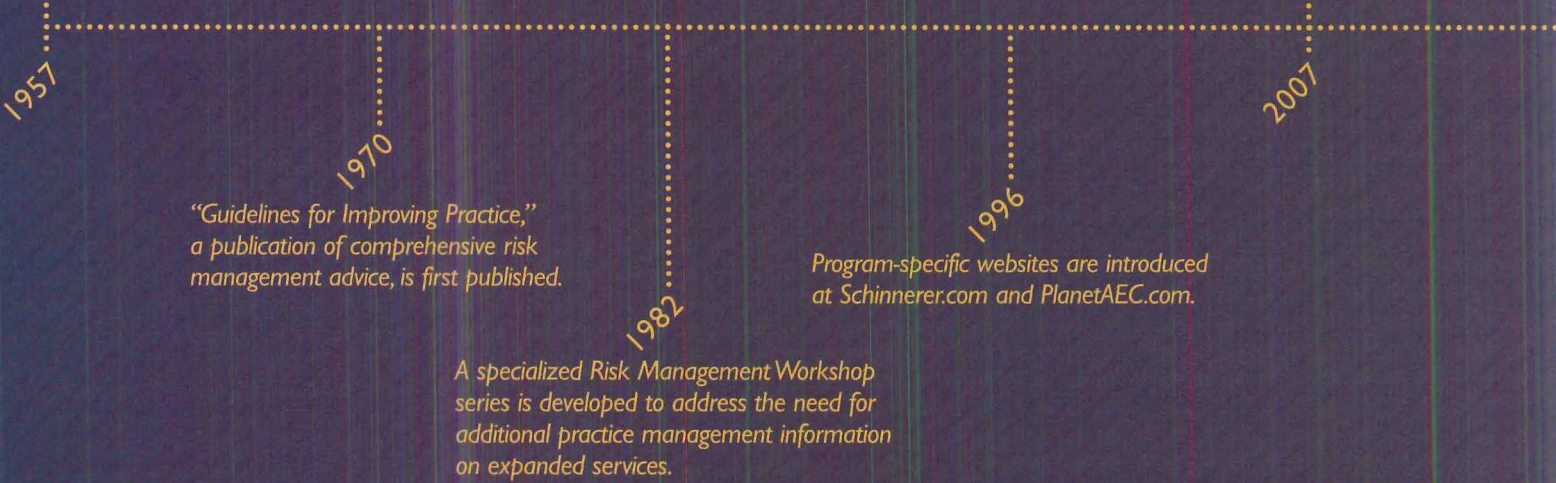 1957
1970
“Guidelines for Improving Practice,”
a publication of comprehensive risk
management advice, is first published.
1982
A specialized Risk Management Workshop
series is developed to address the need for
additional practice management information
on expanded services.
1996
Program-specific websites are introduced
at Schinnerer.com and PlanetAEC.com.
2007